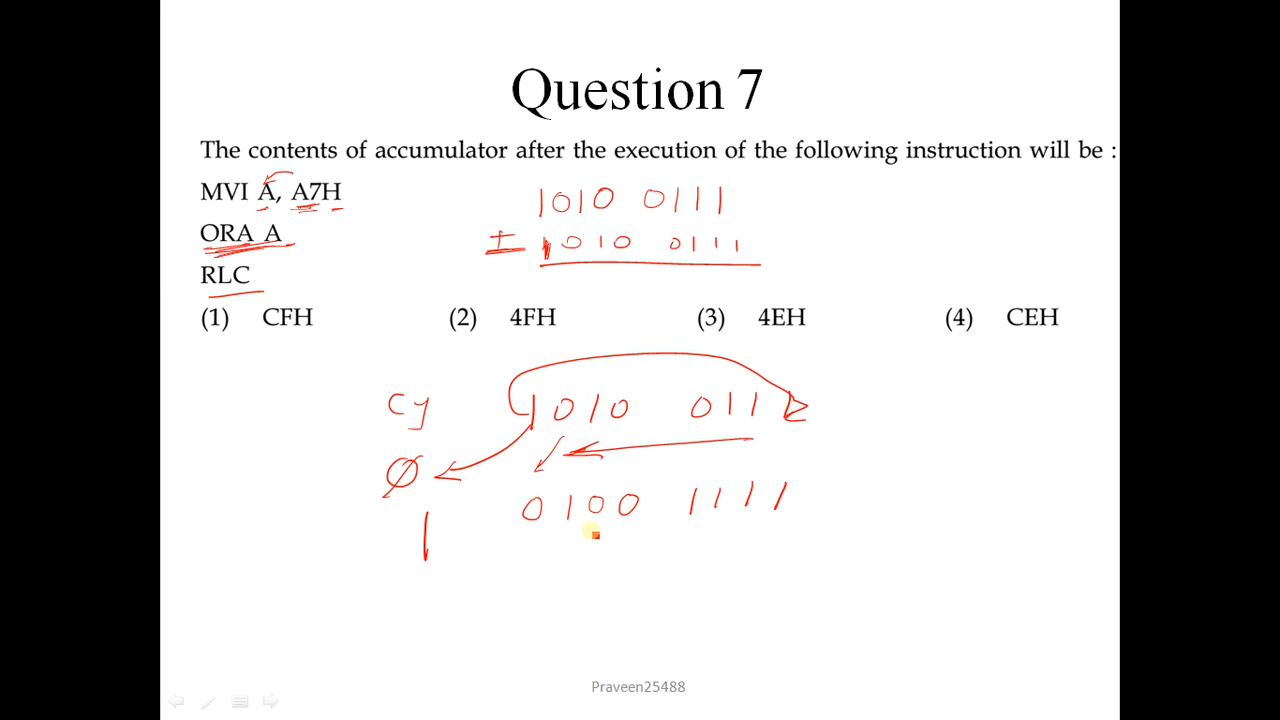 Question 7
The contents of accumulator after the execution of the following instruction will be :
MVI A, A7H
1010 0111
ORA A
+ 1010 0111
RLC
(1) CFH (2) 4FH (3) 4EH (4) CEH
Cy 1010 011
0
0100 1111
1
Praveen25488